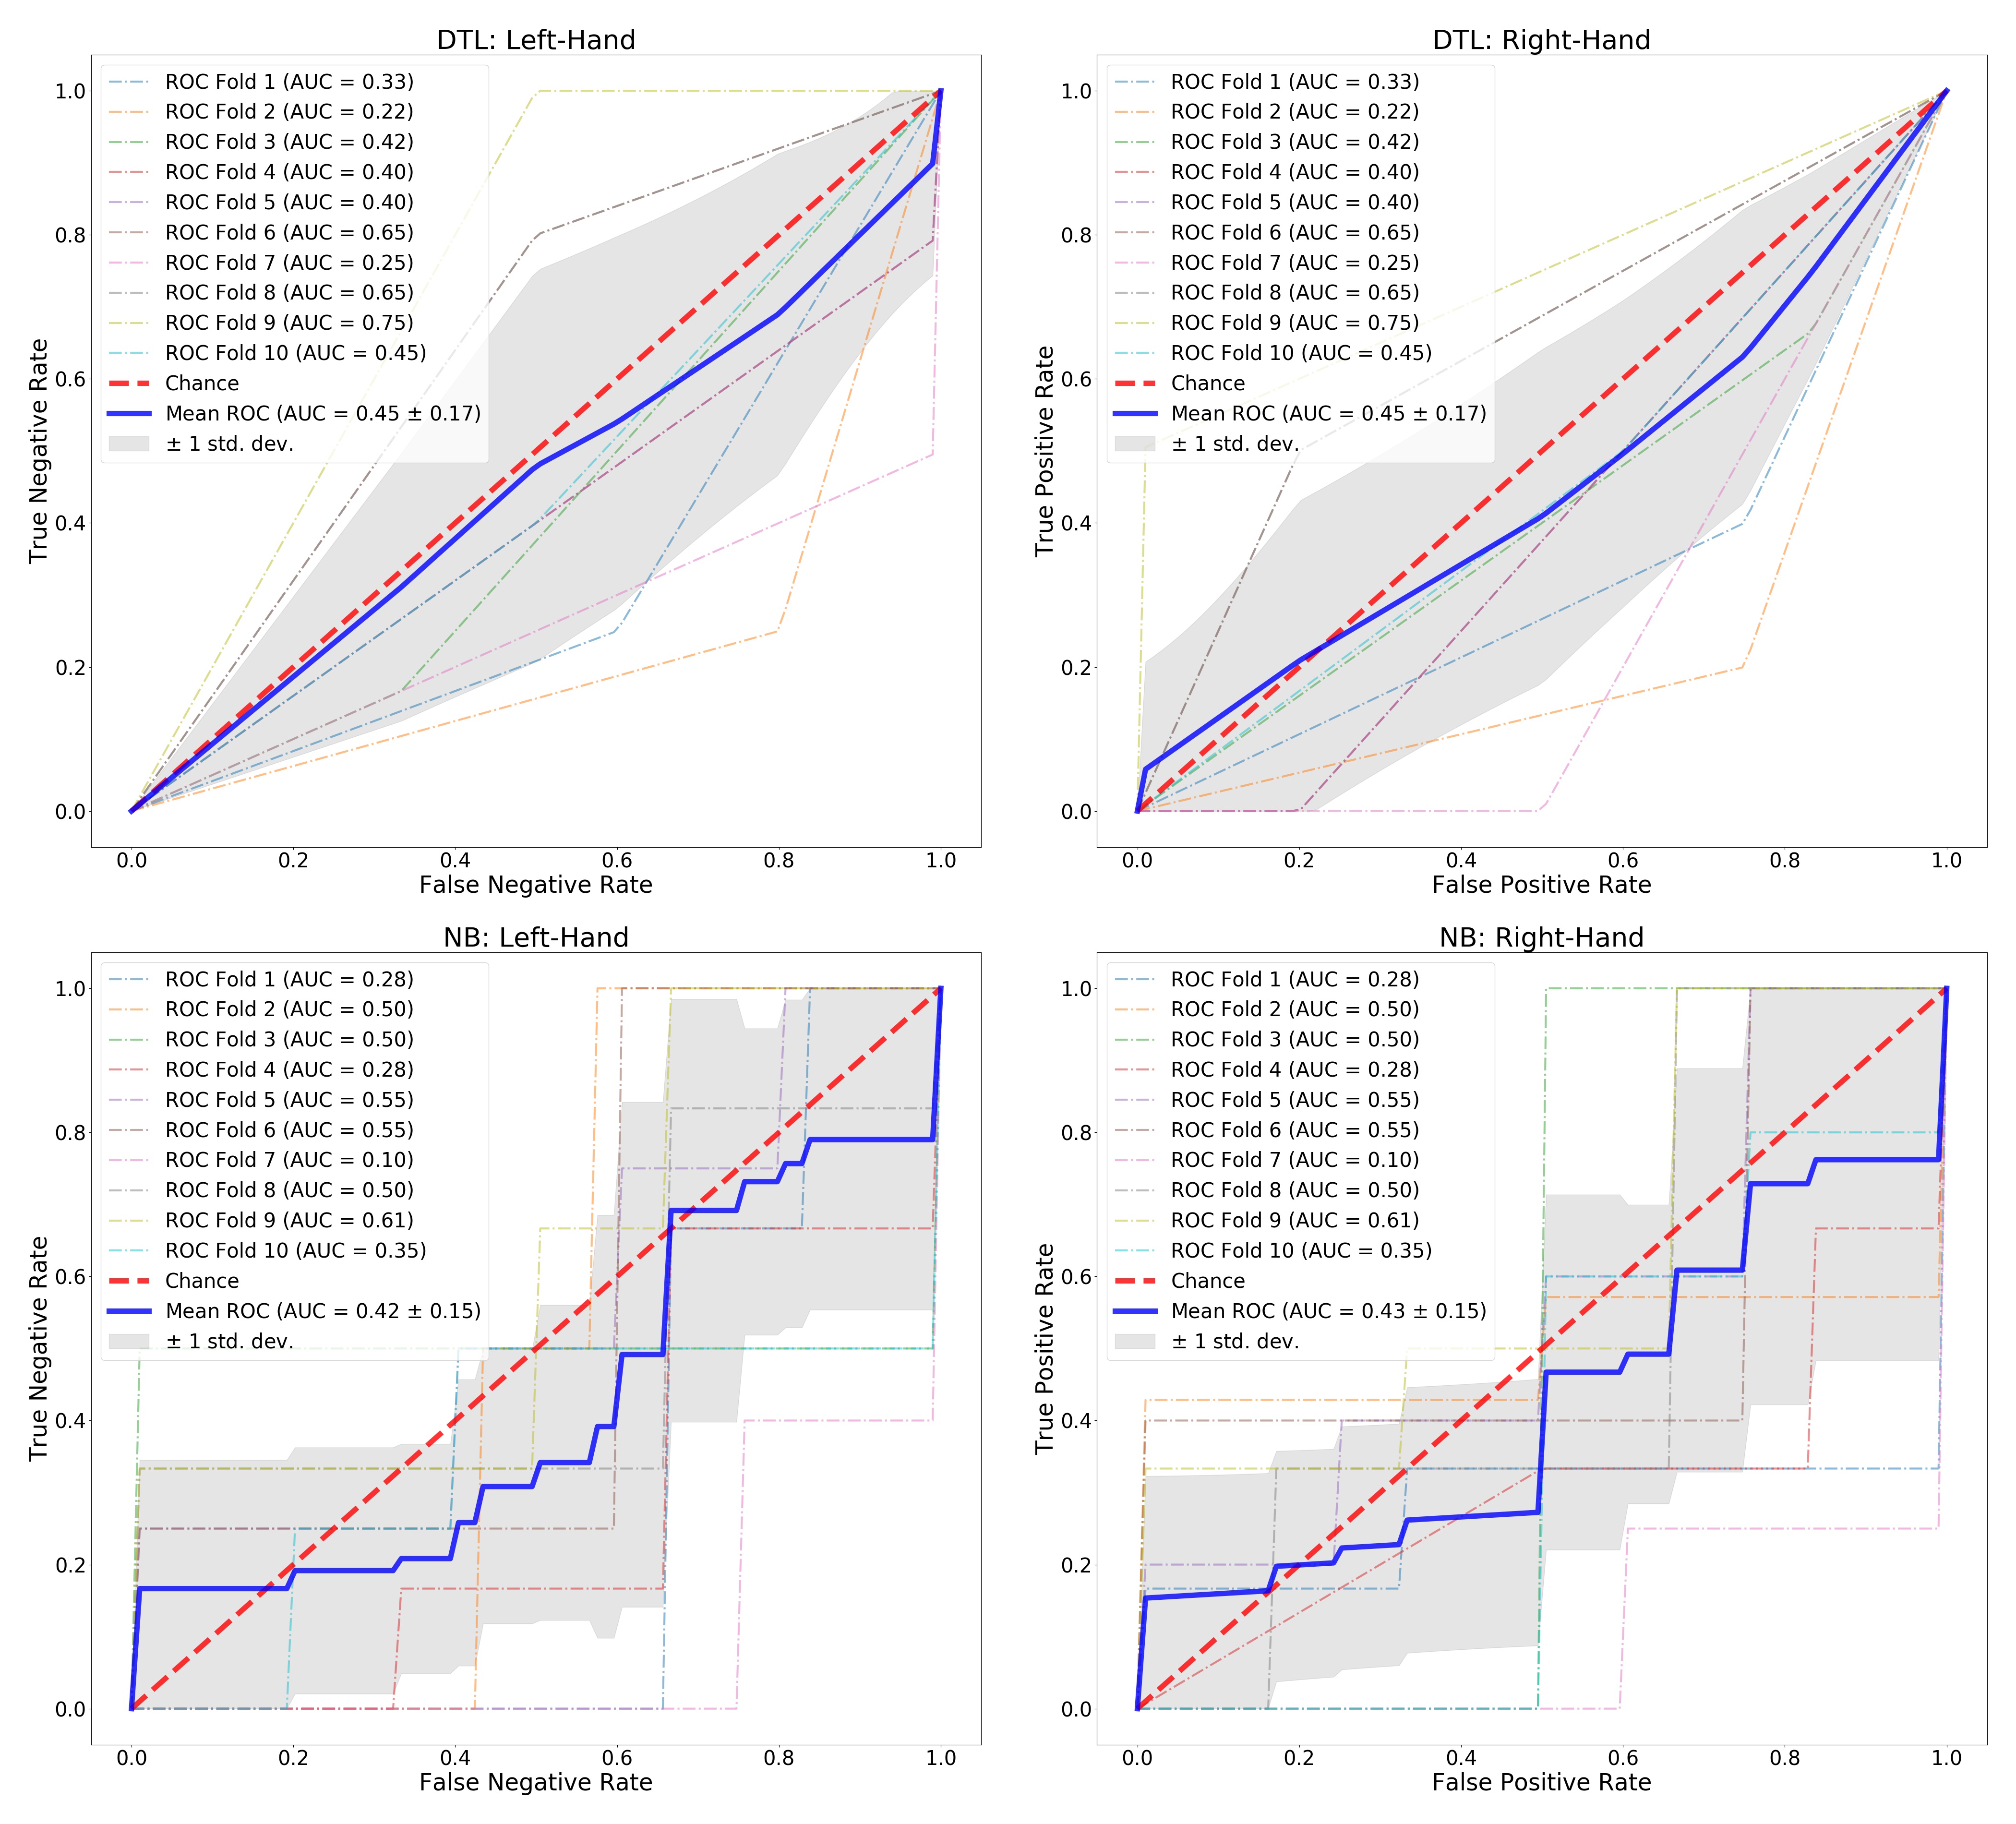 DTL: Left-Hand
True Negative Rate
1.0
0.8
0.6
0.4
0.2
0.0
ROC Fold 1 (AUC = 0.33)
ROC Fold 2 (AUC = 0.22)
ROC Fold 3 (AUC = 0.42)
ROC Fold 4 (AUC = 0.40)
ROC Fold 5 (AUC = 0.40)
ROC Fold 6 (AUC = 0.65)
ROC Fold 7 (AUC = 0.25)
ROC Fold 8 (AUC = 0.65)
ROC Fold 9 (AUC = 0.75)
ROC Fold 10 (AUC = 0.45)
Chance
Mean ROC (AUC = 0.45 ± 0.17)
± 1 std. dev.
0.0 0.2 0.4 0.6 0.8 1.0
False Negative Rate
DTL: Right-Hand
True Positive Rate
1.0
0.8
0.6
0.4
0.2
0.0
ROC Fold 1 (AUC = 0.33)
ROC Fold 2 (AUC = 0.22)
ROC Fold 3 (AUC = 0.42)
ROC Fold 4 (AUC = 0.40)
ROC Fold 5 (AUC = 0.40)
ROC Fold 6 (AUC = 0.65)
ROC Fold 7 (AUC = 0.25)
ROC Fold 8 (AUC = 0.65)
ROC Fold 9 (AUC = 0.75)
ROC Fold 10 (AUC = 0.45)
Chance
Mean ROC (AUC = 0.45 ± 0.17)
± 1 std. dev.
0.0 0.2 0.4 0.6 0.8 1.0
False Positive Rate
NB: Left-Hand
True Negative Rate
1.0
0.8
0.6
0.4
0.2
0.0
ROC Fold 1 (AUC = 0.28)
ROC Fold 2 (AUC = 0.50)
ROC Fold 3 (AUC = 0.50)
ROC Fold 4 (AUC = 0.28)
ROC Fold 5 (AUC = 0.55)
ROC Fold 6 (AUC = 0.55)
ROC Fold 7 (AUC = 0.10)
ROC Fold 8 (AUC = 0.50)
ROC Fold 9 (AUC = 0.61)
ROC Fold 10 (AUC = 0.35)
Chance
Mean ROC (AUC = 0.42 ± 0.15)
± 1 std. dev.
0.0 0.2 0.4 0.6 0.8 1.0
False Negative Rate
NB: Right-Hand
True Positive Rate
1.0
0.8
0.6
0.4
0.2
0.0
ROC Fold 1 (AUC = 0.28)
ROC Fold 2 (AUC = 0.50)
ROC Fold 3 (AUC = 0.50)
ROC Fold 4 (AUC = 0.28)
ROC Fold 5 (AUC = 0.55)
ROC Fold 6 (AUC = 0.55)
ROC Fold 7 (AUC = 0.10)
ROC Fold 8 (AUC = 0.50)
ROC Fold 9 (AUC = 0.61)
ROC Fold 10 (AUC = 0.35)
Chance
Mean ROC (AUC = 0.43 ± 0.15)
± 1 std. dev.
0.0 0.2 0.4 0.6 0.8 1.0
False Positive Rate